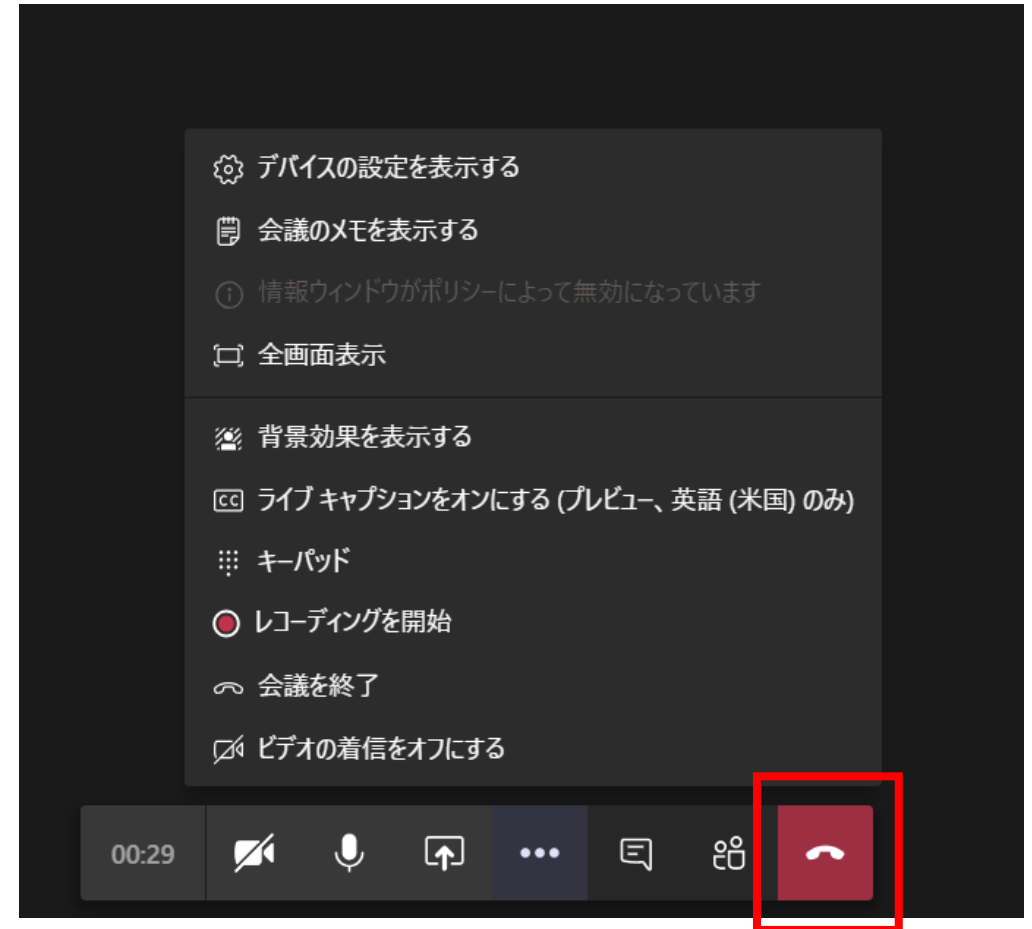 デバイスの設定を表示する
会議のメモを表示する
情報ウィンドウがポリシーによって無効になっています
全画面表示
背景効果を表示する
CC ライブ キャプションをオンにする (プレビュー、英語 (米国) のみ)
キーパッド
レコーディングを開始
会議を終了
ビデオの着信をオフにする
00:29